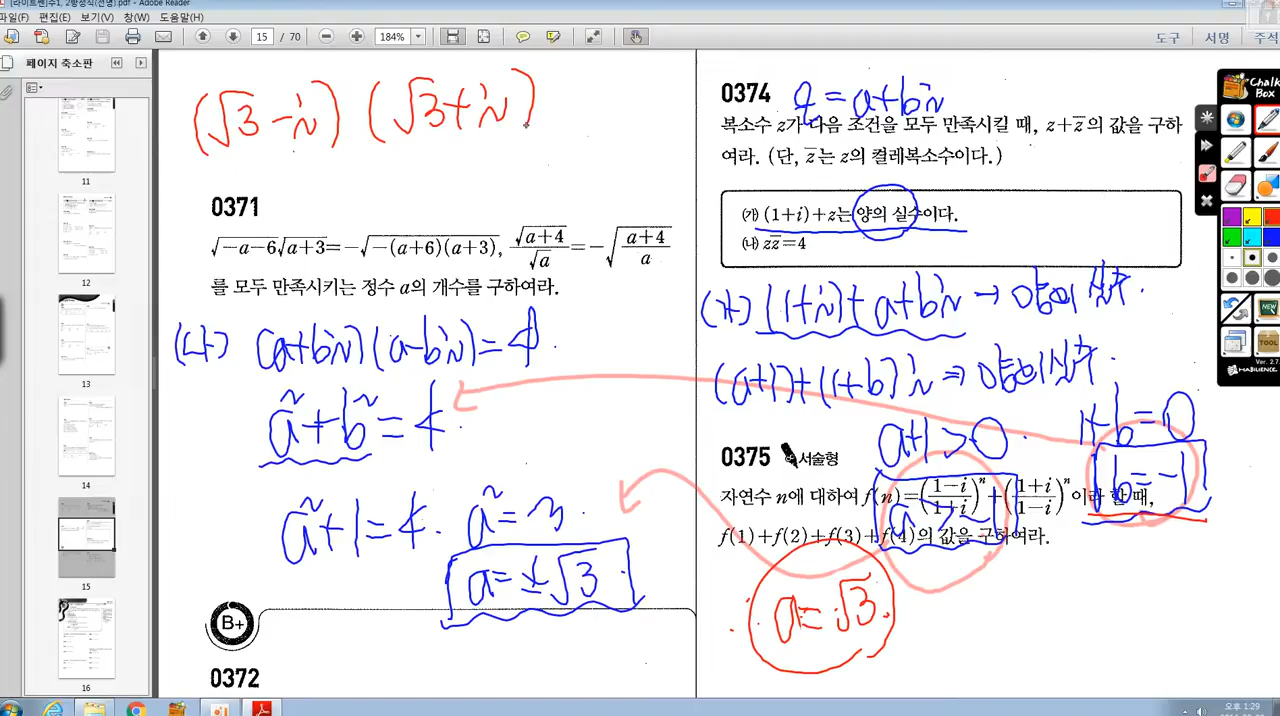 [라이트쎈]수1, 2방정식(선생).pdf - Adobe Reader
파일(F) 편집(E) 보기(V) 창(W) 도움말(H)
15 / 70 184%
도구 서명 주석
페이지 축소판
11
12
13
14
15
16
(√3-i)(√3+i)
0371
√-a-6√a+3=-√-(a+6)(a+3), √a+4/√a=-√(a+4)/a
를 모두 만족시키는 정수 a의 개수를 구하여라.
(나) (a+bi)(a-bi)=4.
a²+b²=4.
a²+1=4. a²=3.
a=±√3.
B+
0372
0374 z=a+bi
복소수 z가 다음 조건을 모두 만족시킬 때, z+z̄의 값을 구하
여라. (단, z̄는 z의 켤레복소수이다.)
㈎ (1+i)+z는 양의 실수이다.
㈏ zz̄=4
(가) (1+i)+a+bi→양의 실수.
(a+1)+(1+b)i⇒양의 실수.
a+1>0. 1+b=0
a>-1 b=-1
0375 서술형
자연수 n에 대하여 f(n)=((1-i)/(1+i))ⁿ+((1+i)/(1-i))ⁿ이라 할 때,
f(1)+f(2)+f(3)+f(4)의 값을 구하여라.
a=√3.
Chalk Box
NEW
TOOL
Ver. 2.7
HABILIENCE
오후 1:29